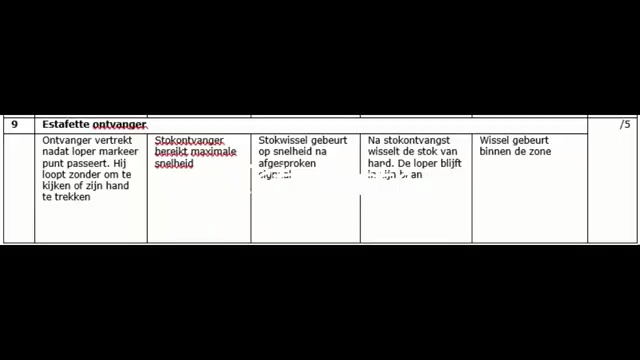 9 Estafette ontvanger /5
Ontvanger vertrekt
nadat loper markeer
punt passeert. Hij
loopt zonder om te
kijken of zijn hand
te trekken
Stokontvanger
bereikt maximale
snelheid
Stokwissel gebeurt
op snelheid na
afgesproken
Na stokontvangst
wisselt de stok van
hand. De loper blijft
in zijn
Wissel gebeurt
binnen de zone